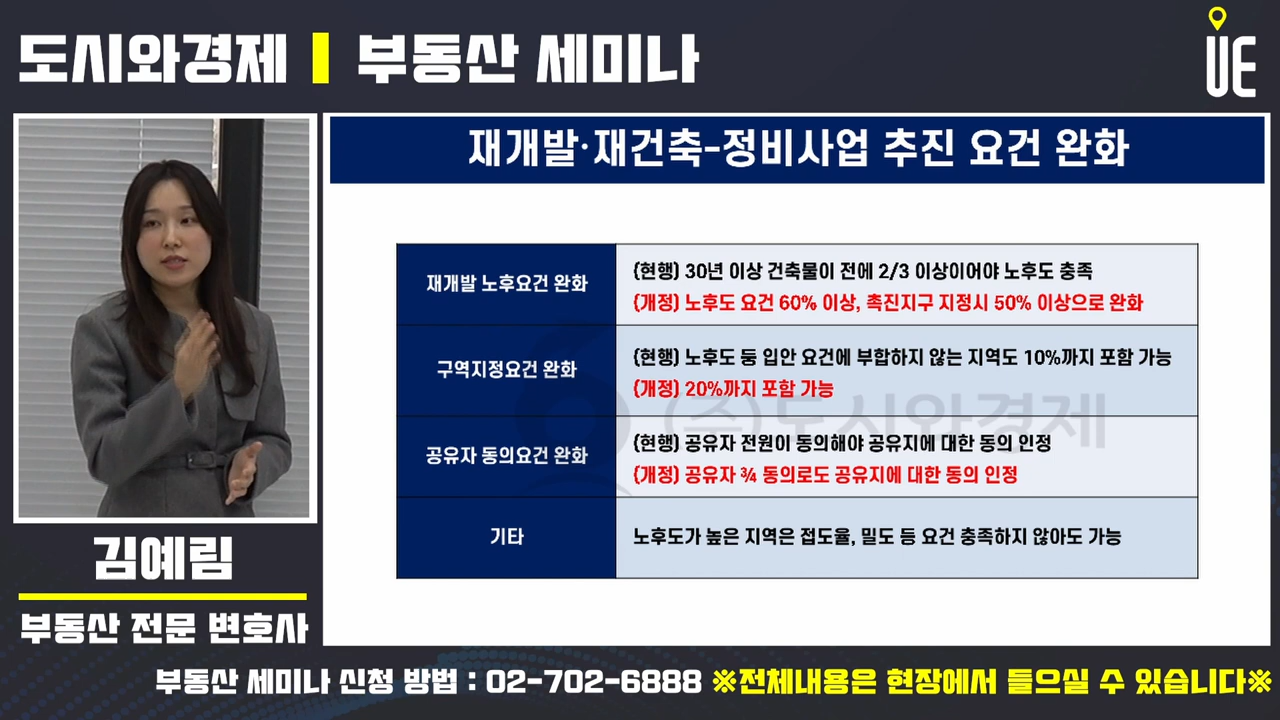 도시와경제 부동산 세미나
UE
재개발·재건축-정비사업 추진 요건 완화
재개발 노후요건 완화
(현행) 30년 이상 건축물이 전에 2/3 이상이어야 노후도 충족
(개정) 노후도 요건 60% 이상, 촉진지구 지정시 50% 이상으로 완화
구역지정요건 완화
(현행) 노후도 등 입안 요건에 부합하지 않는 지역도 10%까지 포함 가능
(개정) 20%까지 포함 가능
공유자 동의요건 완화
(현행) 공유자 전원이 동의해야 공유지에 대한 동의 인정
(개정) 공유자 ¾ 동의로도 공유지에 대한 동의 인정
기타
노후도가 높은 지역은 접도율, 밀도 등 요건 충족하지 않아도 가능
(주)도시와경제
김예림
부동산 전문 변호사
부동산 세미나 신청 방법 : 02-702-6888 ※전체내용은 현장에서 들으실 수 있습니다※